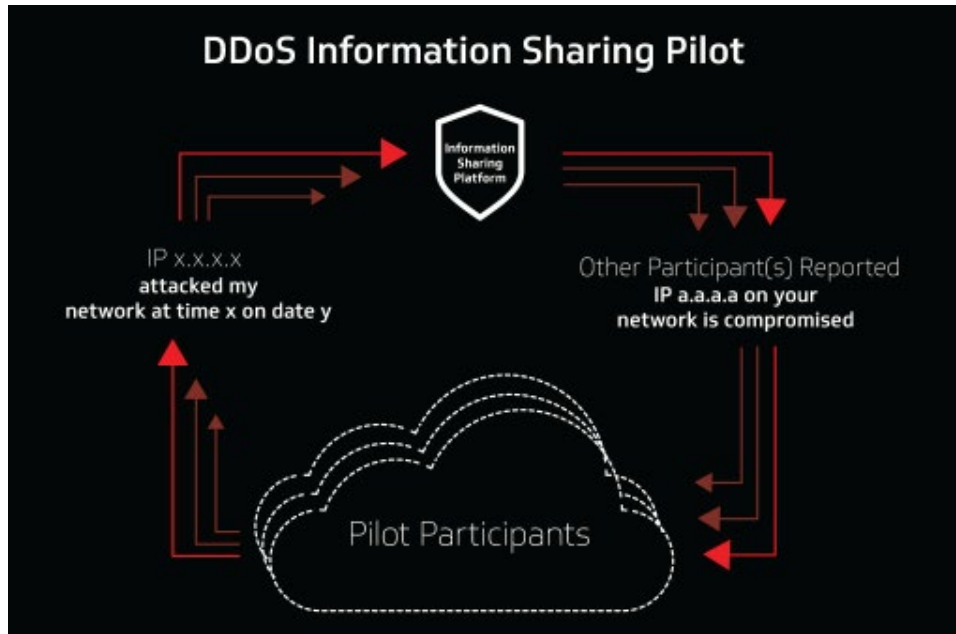 DDoS Information Sharing Pilot
Information
Sharing
Platform
IP x.x.x.x
attacked my
network at time x on date y
Other Participant(s) Reported
IP a.a.a.a on your
network is compromised
Pilot Participants